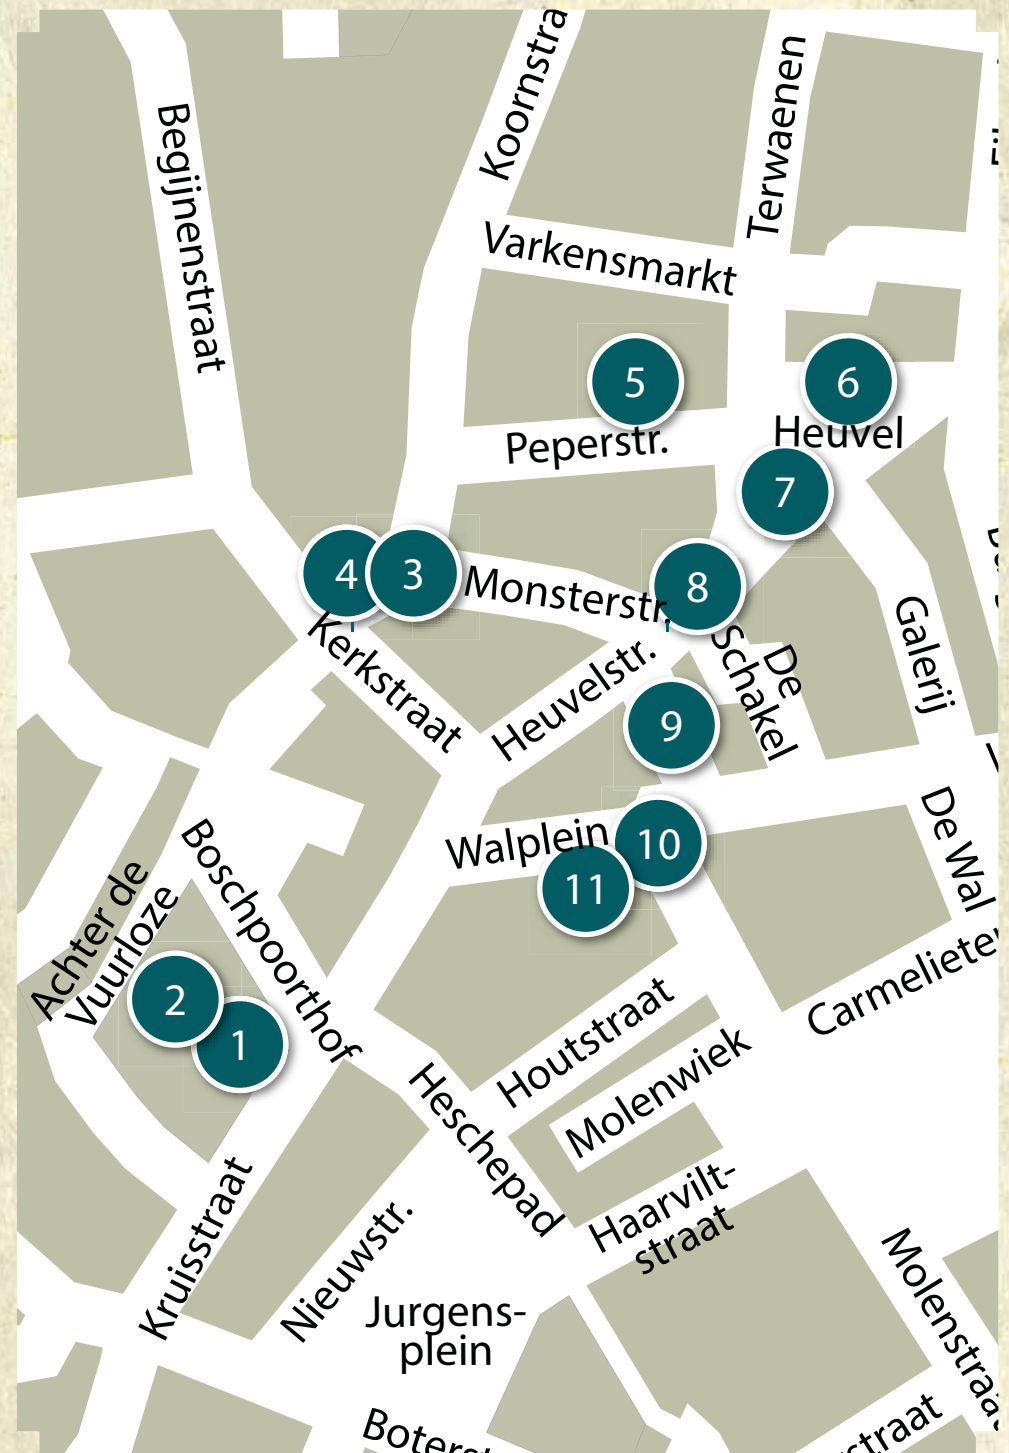 Koornstra
Terwaenen
Begijnenstraat
Varkensmarkt
5
6
Peperstr.
Heuvel
7
4
3
Monsterstr.
8
Kerkstraat
Heuvelstr.
De
Schakel
Galerij
9
Walplein
10
11
De Wal
Boschpoorthof
Achter de
Vuurloze
2
1
Carmeliete
Houtstraat
Molenwiek
Heschepad
Haarvilt-
straat
Kruisstraat
Nieuwstr.
Jurgens-
plein
Molenstraa
straat
Boterst